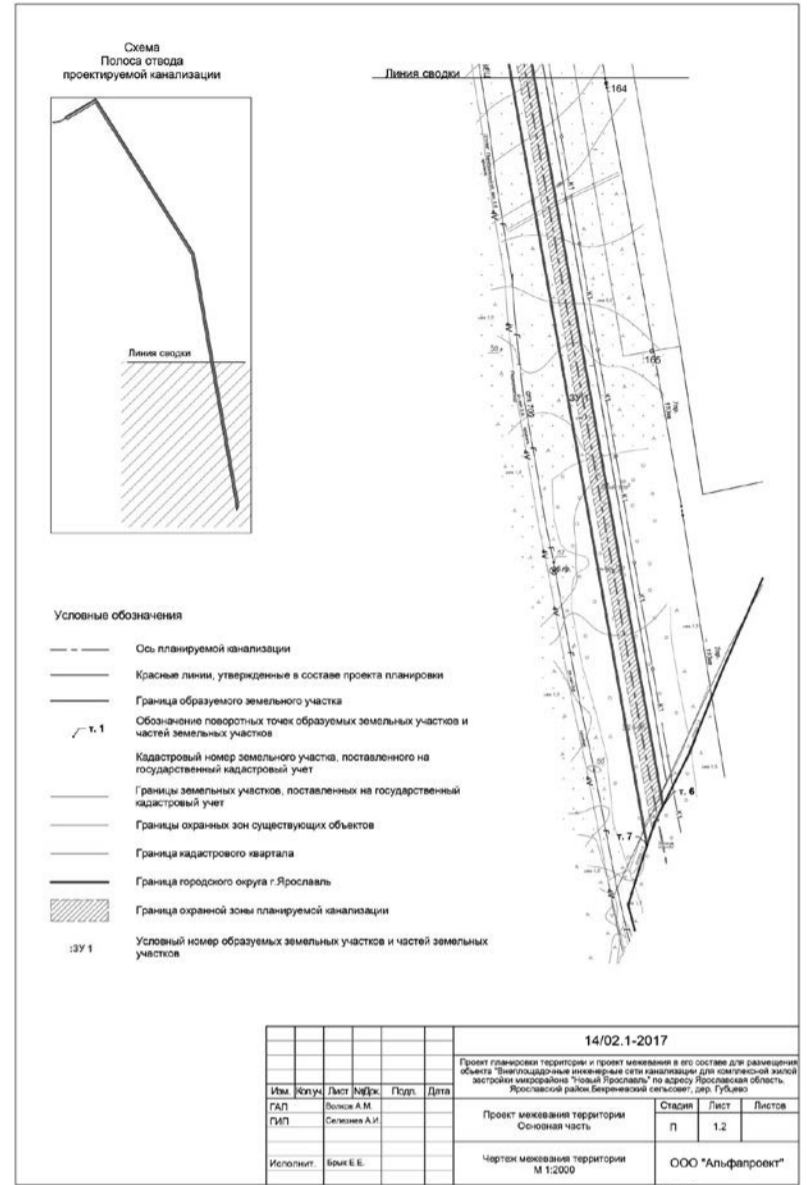 Схема
Полоса отвода
проектируемой канализации
Линия сводки
Линия сводки
:164
:165
:ЗУ 1
т. 6
т. 7
Условные обозначения
Ось планируемой канализации
Красные линии, утвержденные в составе проекта планировки
Граница образуемого земельного участка
т. 1
Обозначение поворотных точек образуемых земельных участков и
частей земельных участков
Кадастровый номер земельного участка, поставленного на
государственный кадастровый учет
Границы земельных участков, поставленных на государственный
кадастровый учет
Границы охранных зон существующих объектов
Граница кадастрового квартала
Граница городского округа г.Ярославль
Граница охранной зоны планируемой канализации
:ЗУ 1
Условный номер образуемых земельных участков и частей земельных
участков
14/02.1-2017
Проект планировки территории и проект межевания в его составе для размещения
объекта "Внеплощадочные инженерные сети канализации для комплексной жилой
застройки микрорайона "Новый Ярославль" по адресу Ярославская область,
Ярославский район,Бекреневский сельсовет, дер. Губцево
Изм. Кол.уч. Лист №Док. Подп. Дата
ГАП Волков А.М.
ГИП Селезнев А.И.
Исполнит. Брык Е.Е.
Проект межевания территории
Основная часть
Стадия Лист Листов
П 1.2
Чертеж межевания территории
М 1:2000
ООО "Альфапроект"